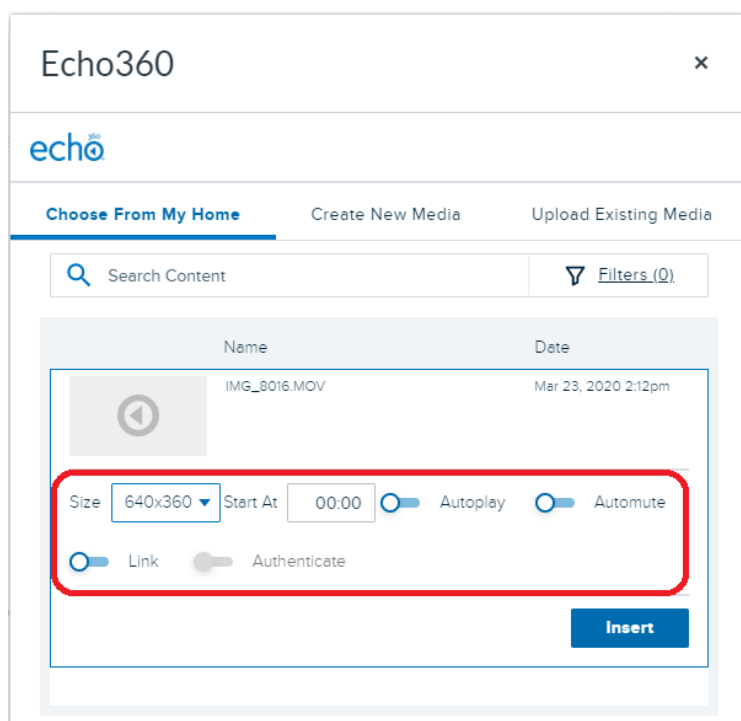 Echo360 ×
echo360
Choose From My Home Create New Media Upload Existing Media
Search Content Filters (0)
Name Date
IMG_8016.MOV Mar 23, 2020 2:12pm
Size 640x360 Start At 00:00 Autoplay Automute
Link Authenticate
Insert